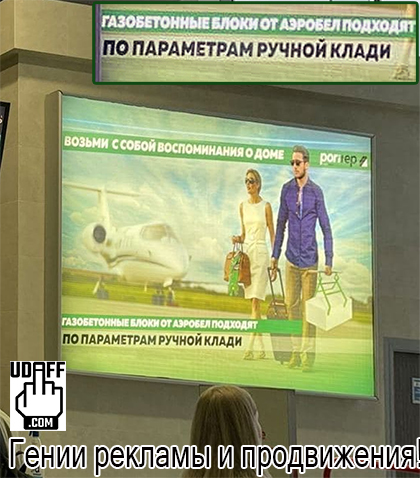 ГАЗОБЕТОННЫЕ БЛОКИ ОТ АЭРОБЕЛ ПОДХОДЯТ
ПО ПАРАМЕТРАМ РУЧНОЙ КЛАДИ
ВОЗЬМИ С СОБОЙ ВОСПОМИНАНИЯ О ДОМЕ
ГАЗОБЕТОННЫЕ БЛОКИ ОТ АЭРОБЕЛ ПОДХОДЯТ
ПО ПАРАМЕТРАМ РУЧНОЙ КЛАДИ
UDAFF
.COM
Гении рекламы и продвижения!